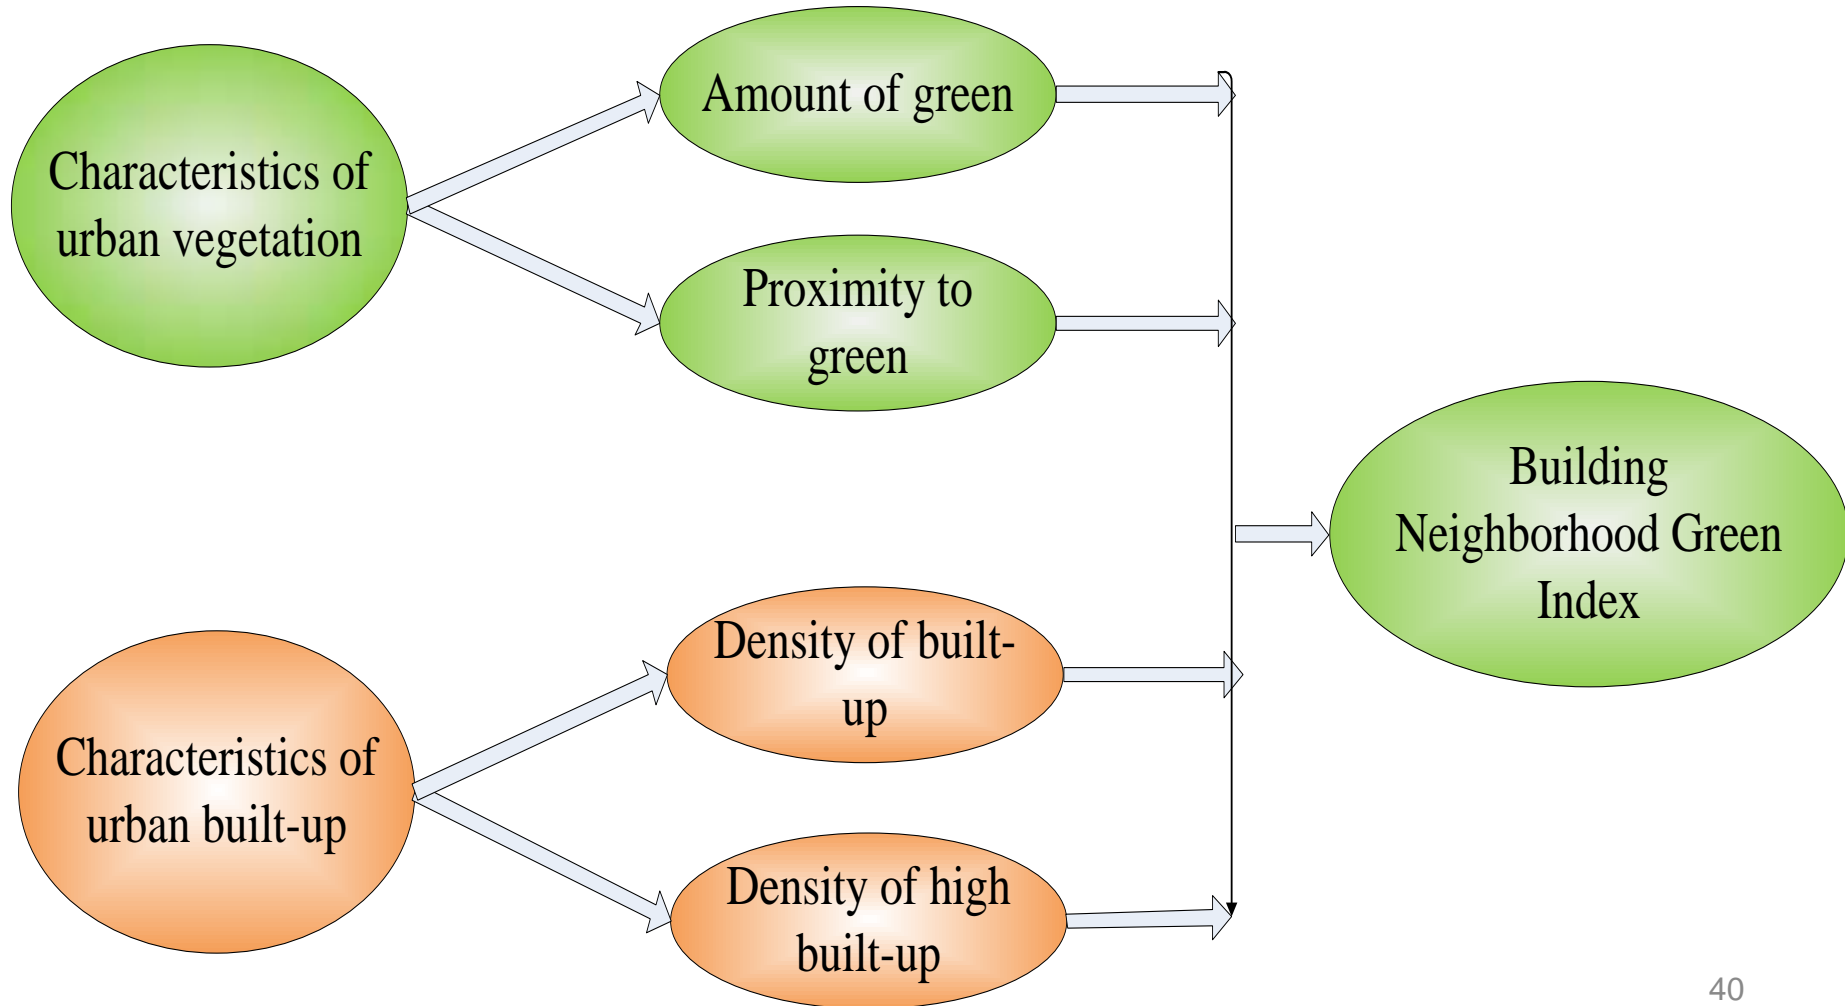 Characteristics of
urban vegetation
Amount of green
Proximity to
green
Building
Neighborhood Green
Index
Characteristics of
urban built-up
Density of built-
up
Density of high
built-up
40